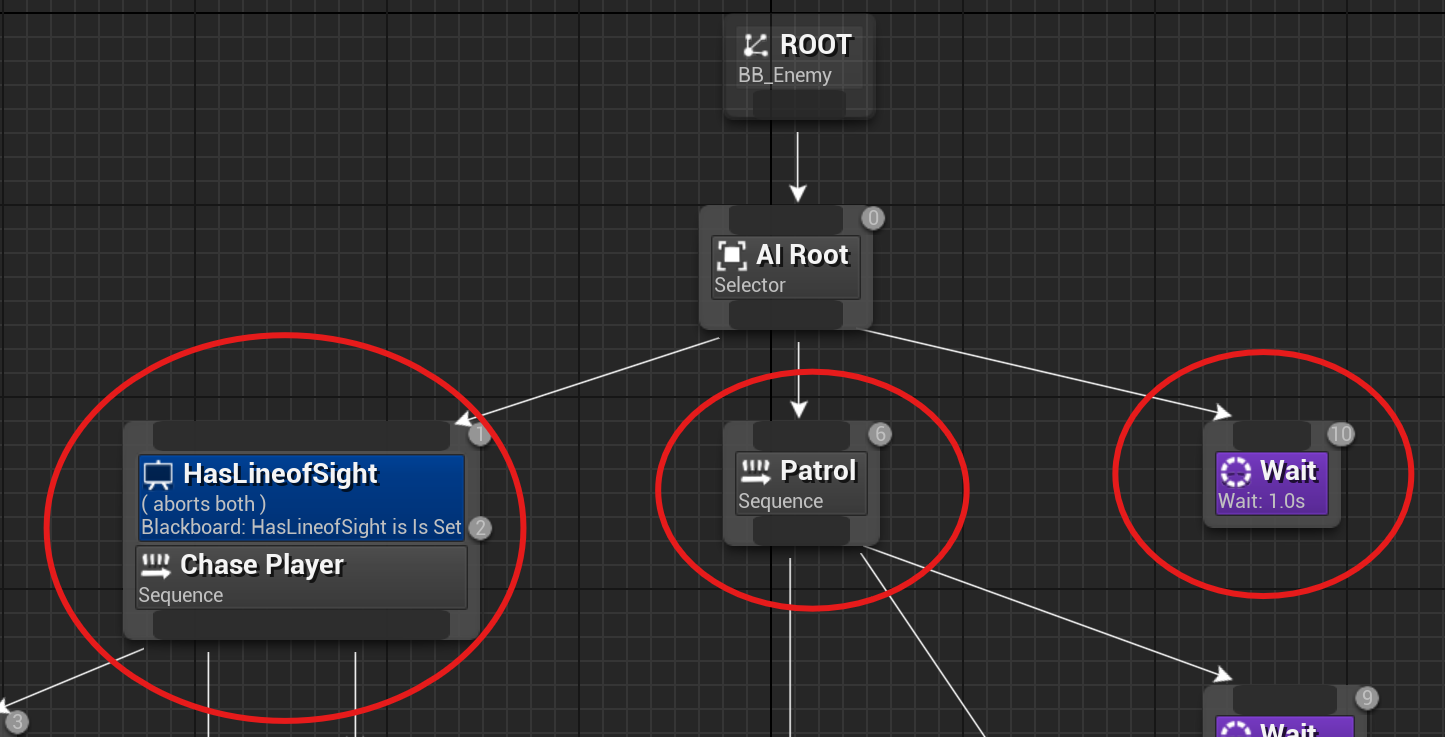 ROOT
BB_Enemy
0
AI Root
Selector
1
HasLineofSight
( aborts both )
Blackboard: HasLineofSight is Is Set
2
Chase Player
Sequence
6
Patrol
Sequence
10
Wait
Wait: 1.0s
3
9
Wait